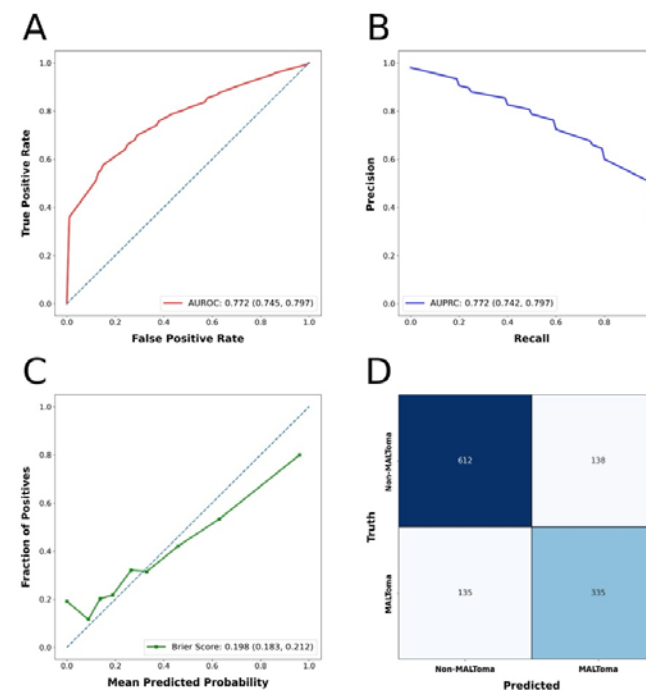 A
True Positive Rate
1.0
0.8
0.6
0.4
0.2
0.0
AUROC: 0.772 (0.745, 0.797)
0.0 0.2 0.4 0.6 0.8 1.0
False Positive Rate
B
Precision
1.0
0.8
0.6
0.4
0.2
0.0
AUPRC: 0.772 (0.742, 0.797)
0.0 0.2 0.4 0.6 0.8
Recall
C
Fraction of Positives
1.0
0.8
0.6
0.4
0.2
0.0
Brier Score: 0.198 (0.183, 0.212)
0.0 0.2 0.4 0.6 0.8 1.0
Mean Predicted Probability
D
Truth
Non-MALToma
612 138
MALToma
135 335
Non-MALToma MALToma
Predicted